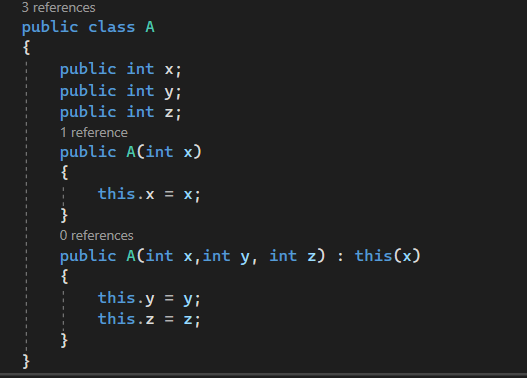 3 references
public class A
{
public int x;
public int y;
public int z;
1 reference
public A(int x)
{
this.x = x;
}
0 references
public A(int x,int y, int z) : this(x)
{
this.y = y;
this.z = z;
}
}